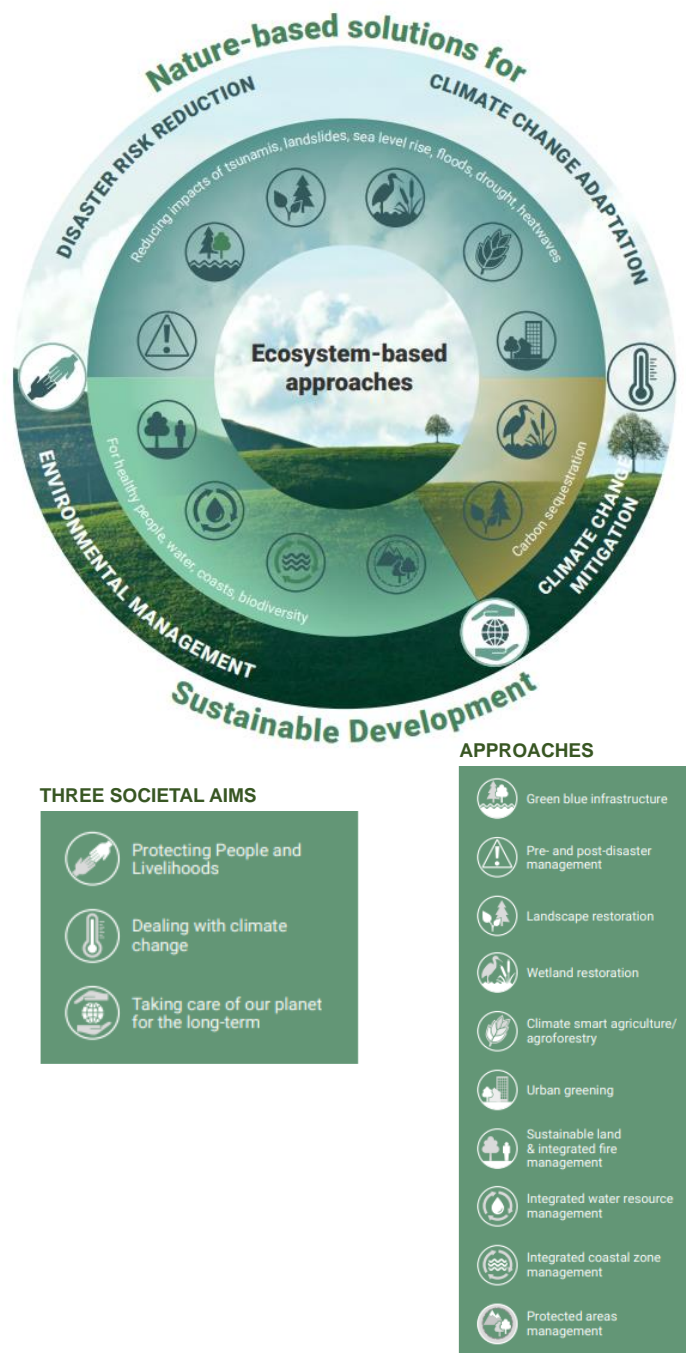 Nature-based solutions for
DISASTER RISK REDUCTION
CLIMATE CHANGE ADAPTATION
Reducing impacts of tsunamis, landslides, sea level rise, floods, drought, heatwaves
Ecosystem-based
approaches
For healthy people, water, coasts, biodiversity
Carbon sequestration
ENVIRONMENTAL MANAGEMENT
CLIMATE CHANGE
MITIGATION
Sustainable Development
THREE SOCIETAL AIMS
Protecting People and
Livelihoods
Dealing with climate
change
Taking care of our planet
for the long-term
APPROACHES
Green blue infrastructure
Pre- and post-disaster
management
Landscape restoration
Wetland restoration
Climate smart agriculture/
agroforestry
Urban greening
Sustainable land
& integrated fire
management
Integrated water resource
management
Integrated coastal zone
management
Protected areas
management